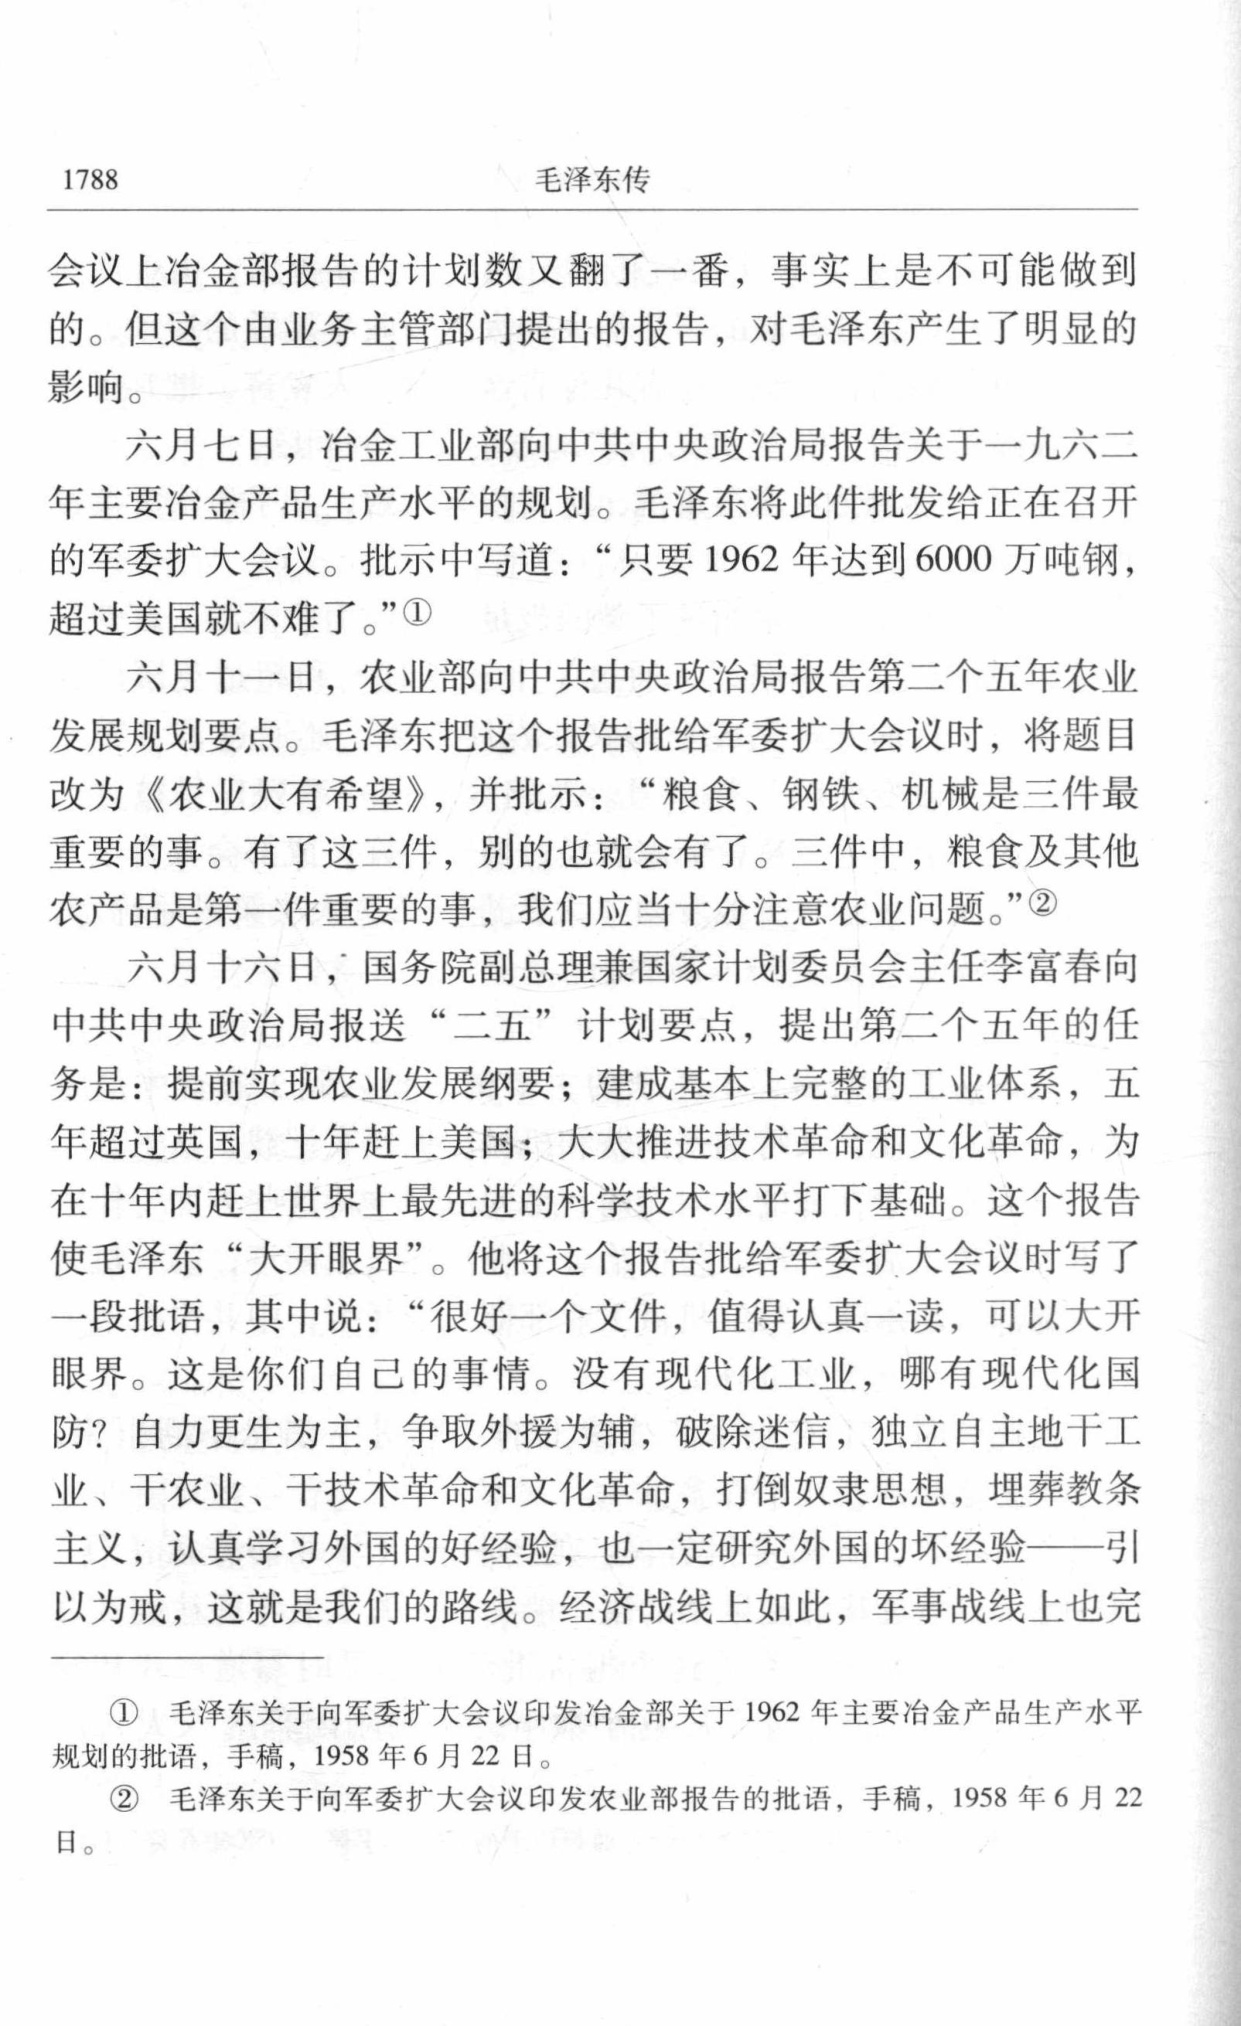 1788
毛泽东传
会议上冶金部报告的计划数又翻了一番，事实上是不可能做到
的。但这个由业务主管部门提出的报告，对毛泽东产生了明显的
影响。
六月七日，冶金工业部向中共中央政治局报告关于一九六二
年主要冶金产品生产水平的规划。毛泽东将此件批发给正在召开
的军委扩大会议。批示中写道：“只要 1962 年达到 6000 万吨钢，
超过美国就不难了。”①
六月十一日，农业部向中共中央政治局报告第二个五年农业
发展规划要点。毛泽东把这个报告批给军委扩大会议时，将题目
改为《农业大有希望》，并批示：“粮食、钢铁、机械是三件最
重要的事。有了这三件，别的也就会有了。三件中，粮食及其他
农产品是第一件重要的事，我们应当十分注意农业问题。”②
六月十六日，国务院副总理兼国家计划委员会主任李富春向
中共中央政治局报送“二五”计划要点，提出第二个五年的任
务是：提前实现农业发展纲要；建成基本上完整的工业体系，五
年超过英国，十年赶上美国；大大推进技术革命和文化革命，为
在十年内赶上世界上最先进的科学技术水平打下基础。这个报告
使毛泽东“大开眼界”。他将这个报告批给军委扩大会议时写了
一段批语，其中说：“很好一个文件，值得认真一读，可以大开
眼界。这是你们自己的事情。没有现代化工业，哪有现代化国
防？自力更生为主，争取外援为辅，破除迷信，独立自主地干工
业、干农业、干技术革命和文化革命，打倒奴隶思想，埋葬教条
主义，认真学习外国的好经验，也一定研究外国的坏经验——引
以为戒，这就是我们的路线。经济战线上如此，军事战线上也完
① 毛泽东关于向军委扩大会议印发冶金部关于 1962 年主要冶金产品生产水平
规划的批语，手稿，1958 年 6 月 22 日。
② 毛泽东关于向军委扩大会议印发农业部报告的批语，手稿，1958 年 6 月 22
日。